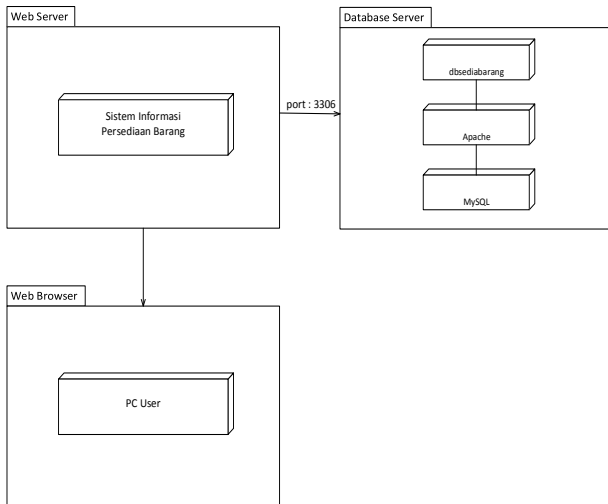 Web Server
Sistem Informasi
Persediaan Barang
port : 3306
Database Server
dbsediabarang
Apache
MySQL
Web Browser
PC User